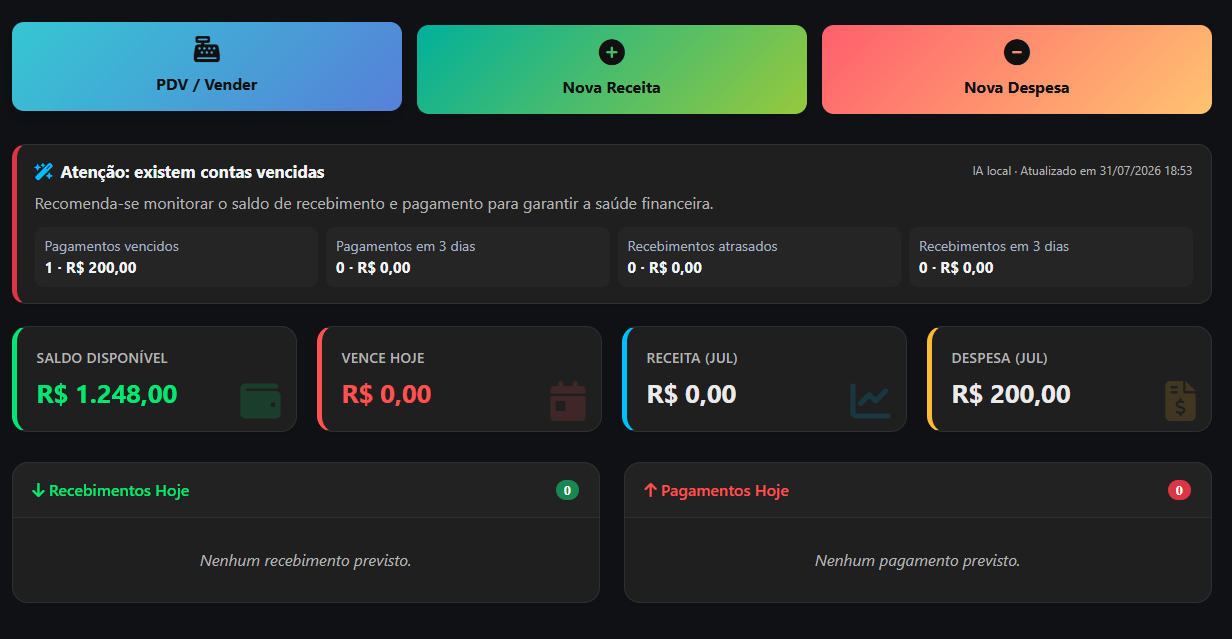 PDV / Vender
Nova Receita
Nova Despesa
Atenção: existem contas vencidas
IA local · Atualizado em 31/07/2026 18:53
Recomenda-se monitorar o saldo de recebimento e pagamento para garantir a saúde financeira.
Pagamentos vencidos
1 · R$ 200,00
Pagamentos em 3 dias
0 · R$ 0,00
Recebimentos atrasados
0 · R$ 0,00
Recebimentos em 3 dias
0 · R$ 0,00
SALDO DISPONÍVEL
R$ 1.248,00
VENCE HOJE
R$ 0,00
RECEITA (JUL)
R$ 0,00
DESPESA (JUL)
R$ 200,00
Recebimentos Hoje
0
Nenhum recebimento previsto.
Pagamentos Hoje
0
Nenhum pagamento previsto.